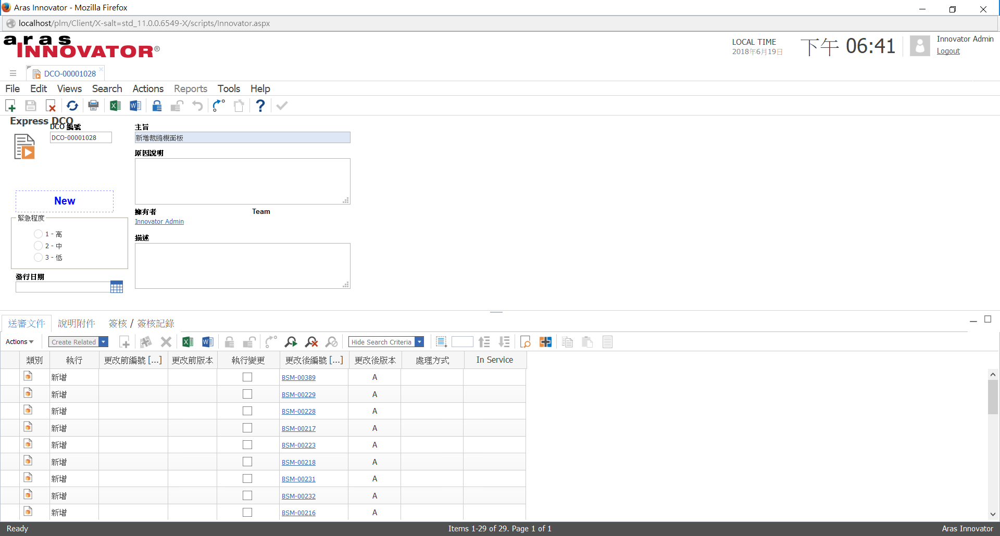 Aras Innovator - Mozilla Firefox
localhost/plm/Client/X-salt=std_11.0.0.6549-X/scripts/Innovator.aspx
aras
INNOVATOR®
LOCAL TIME
2018年6月19日
下午 06:41
Innovator Admin
Logout
DCO-00001028
File Edit Views Search Actions Reports Tools Help
Express DCO
DCO 編號
DCO-00001028
主旨
新增裁縫機面板
原因說明
New
擁有者
Team
Innovator Admin
緊急程度
1 - 高
2 - 中
3 - 低
描述
發行日期
送審文件 說明附件 簽核 / 簽核記錄
Actions Create Related Hide Search Criteria
類別 執行 更改前編號 [...] 更改前版本 執行變更 更改後編號 [...] 更改後版本 處理方式 In Service
新增 BSM-00389 A
新增 BSM-00229 A
新增 BSM-00228 A
新增 BSM-00217 A
新增 BSM-00223 A
新增 BSM-00218 A
新增 BSM-00231 A
新增 BSM-00232 A
新增 BSM-00216 A
Ready Items 1-29 of 29. Page 1 of 1 Aras Innovator